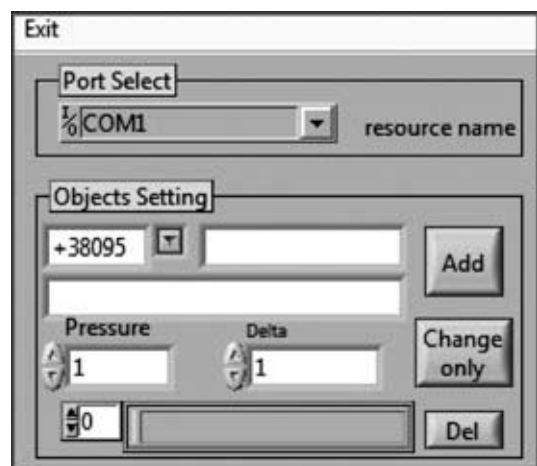 Exit
Port Select
I/O COM1
resource name
Objects Setting
+38095
Add
Pressure
Delta
Change only
1
1
0
Del